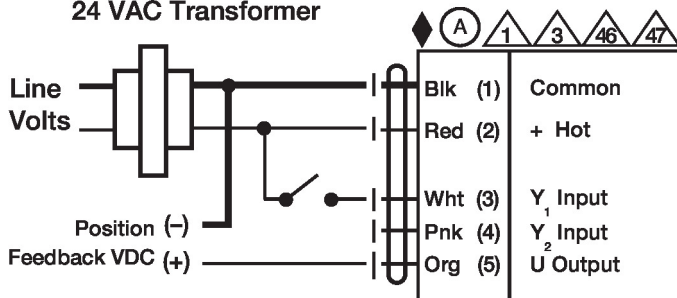 24 VAC Transformer
A 1 3 46 47
Line
Volts
Blk (1) Common
Red (2) + Hot
Wht (3) Y1 Input
Position (–)
Pnk (4) Y2 Input
Feedback VDC (+)
Org (5) U Output